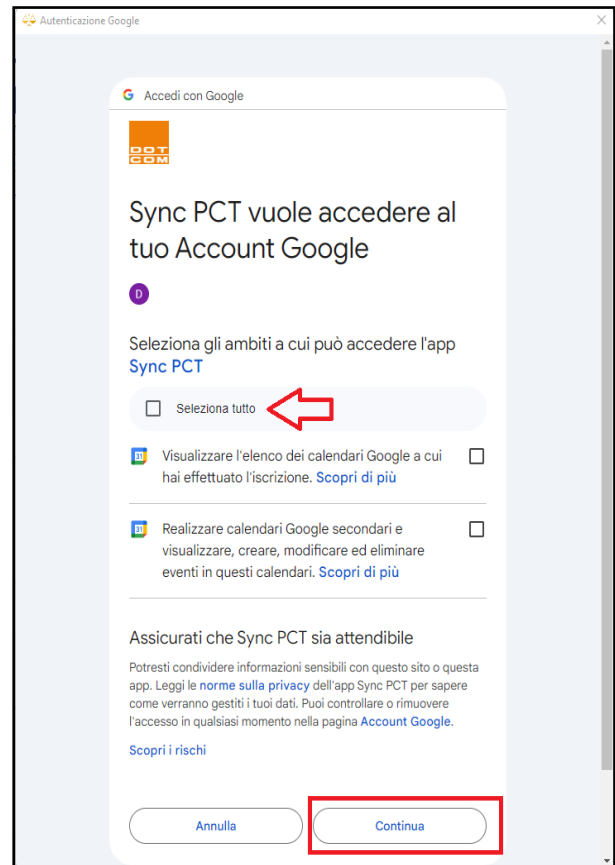 Autenticazione Google
Accedi con Google
DOT
COM
Sync PCT vuole accedere al
tuo Account Google
D
Seleziona gli ambiti a cui può accedere l'app
Sync PCT
Seleziona tutto
31
Visualizzare l'elenco dei calendari Google a cui
hai effettuato l'iscrizione. Scopri di più
31
Realizzare calendari Google secondari e
visualizzare, creare, modificare ed eliminare
eventi in questi calendari. Scopri di più
Assicurati che Sync PCT sia attendibile
Potresti condividere informazioni sensibili con questo sito o questa
app. Leggi le norme sulla privacy dell'app Sync PCT per sapere
come verranno gestiti i tuoi dati. Puoi controllare o rimuovere
l'accesso in qualsiasi momento nella pagina Account Google.
Scopri i rischi
Annulla
Continua